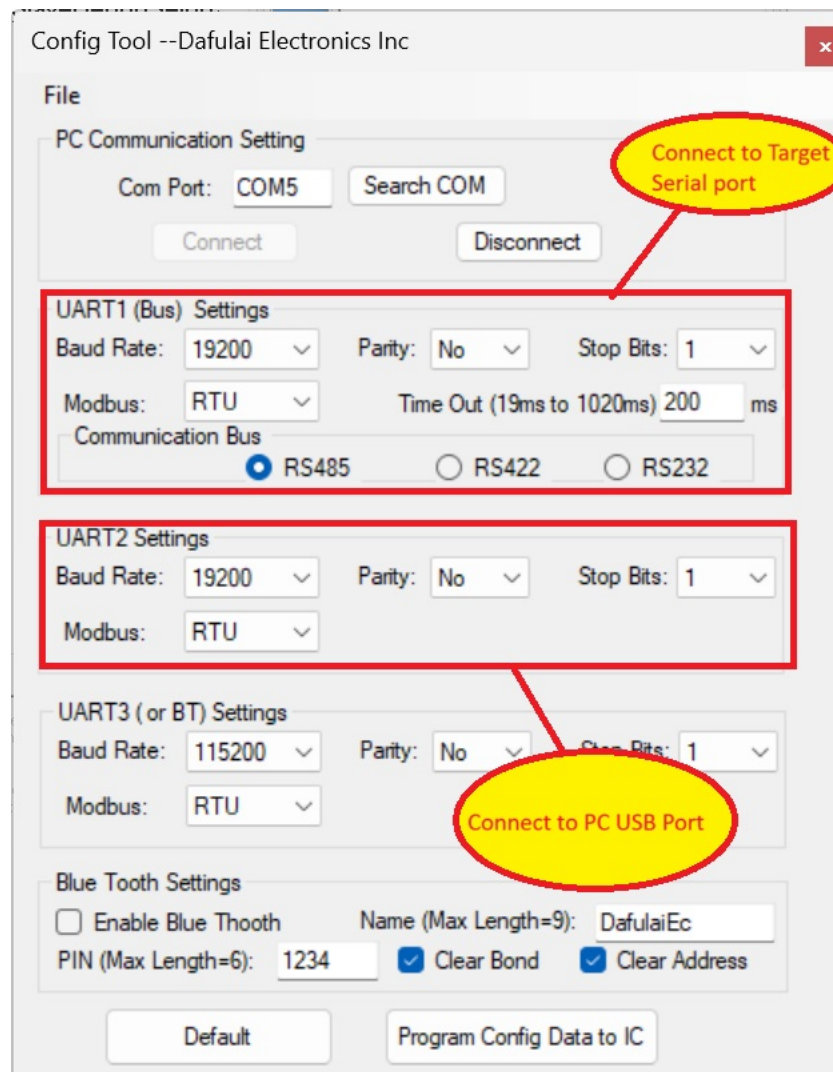 Config Tool --Dafulai Electronics Inc
File
PC Communication Setting
Connect to Target
Serial port
Com Port: COM5 Search COM
Connect Disconnect
UART1 (Bus) Settings
Baud Rate: 19200 Parity: No Stop Bits: 1
Modbus: RTU Time Out (19ms to 1020ms) 200 ms
Communication Bus
RS485 RS422 RS232
UART2 Settings
Baud Rate: 19200 Parity: No Stop Bits: 1
Modbus: RTU
UART3 ( or BT) Settings
Baud Rate: 115200 Parity: No Stop Bits: 1
Modbus: RTU
Connect to PC USB Port
Blue Tooth Settings
Enable Blue Thooth Name (Max Length=9): DafulaiEc
PIN (Max Length=6): 1234 Clear Bond Clear Address
Default Program Config Data to IC